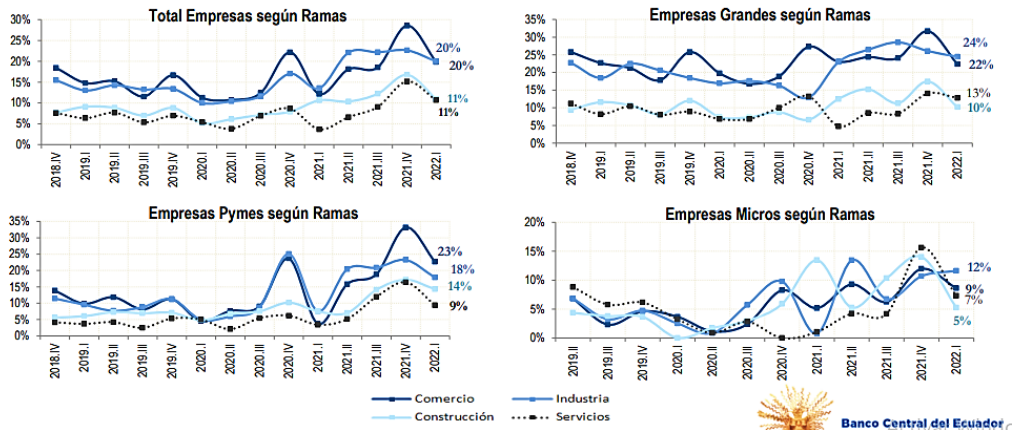 Total Empresas según Ramas
30%
25%
20%
15%
10%
5%
0%
20%
20%
11%
11%
2018.IV
2019.I
2019.II
2019.III
2019.IV
2020.I
2020.II
2020.III
2020.IV
2021.I
2021.II
2021.III
2021.IV
2022.I
Empresas Grandes según Ramas
35%
30%
25%
20%
15%
10%
5%
0%
24%
22%
13%
10%
2018.IV
2019.I
2019.II
2019.III
2019.IV
2020.I
2020.II
2020.III
2020.IV
2021.I
2021.II
2021.III
2021.IV
2022.I
Empresas Pymes según Ramas
35%
30%
25%
20%
15%
10%
5%
0%
23%
18%
14%
9%
2018.IV
2019.I
2019.II
2019.III
2019.IV
2020.I
2020.II
2020.III
2020.IV
2021.I
2021.II
2021.III
2021.IV
2022.I
Empresas Micros según Ramas
20%
15%
10%
5%
0%
12%
9%
7%
5%
2019.II
2019.III
2019.IV
2020.I
2020.II
2020.III
2020.IV
2021.I
2021.II
2021.III
2021.IV
2022.I
Comercio
Industria
Construcción
Servicios
Banco Central del Ecuador